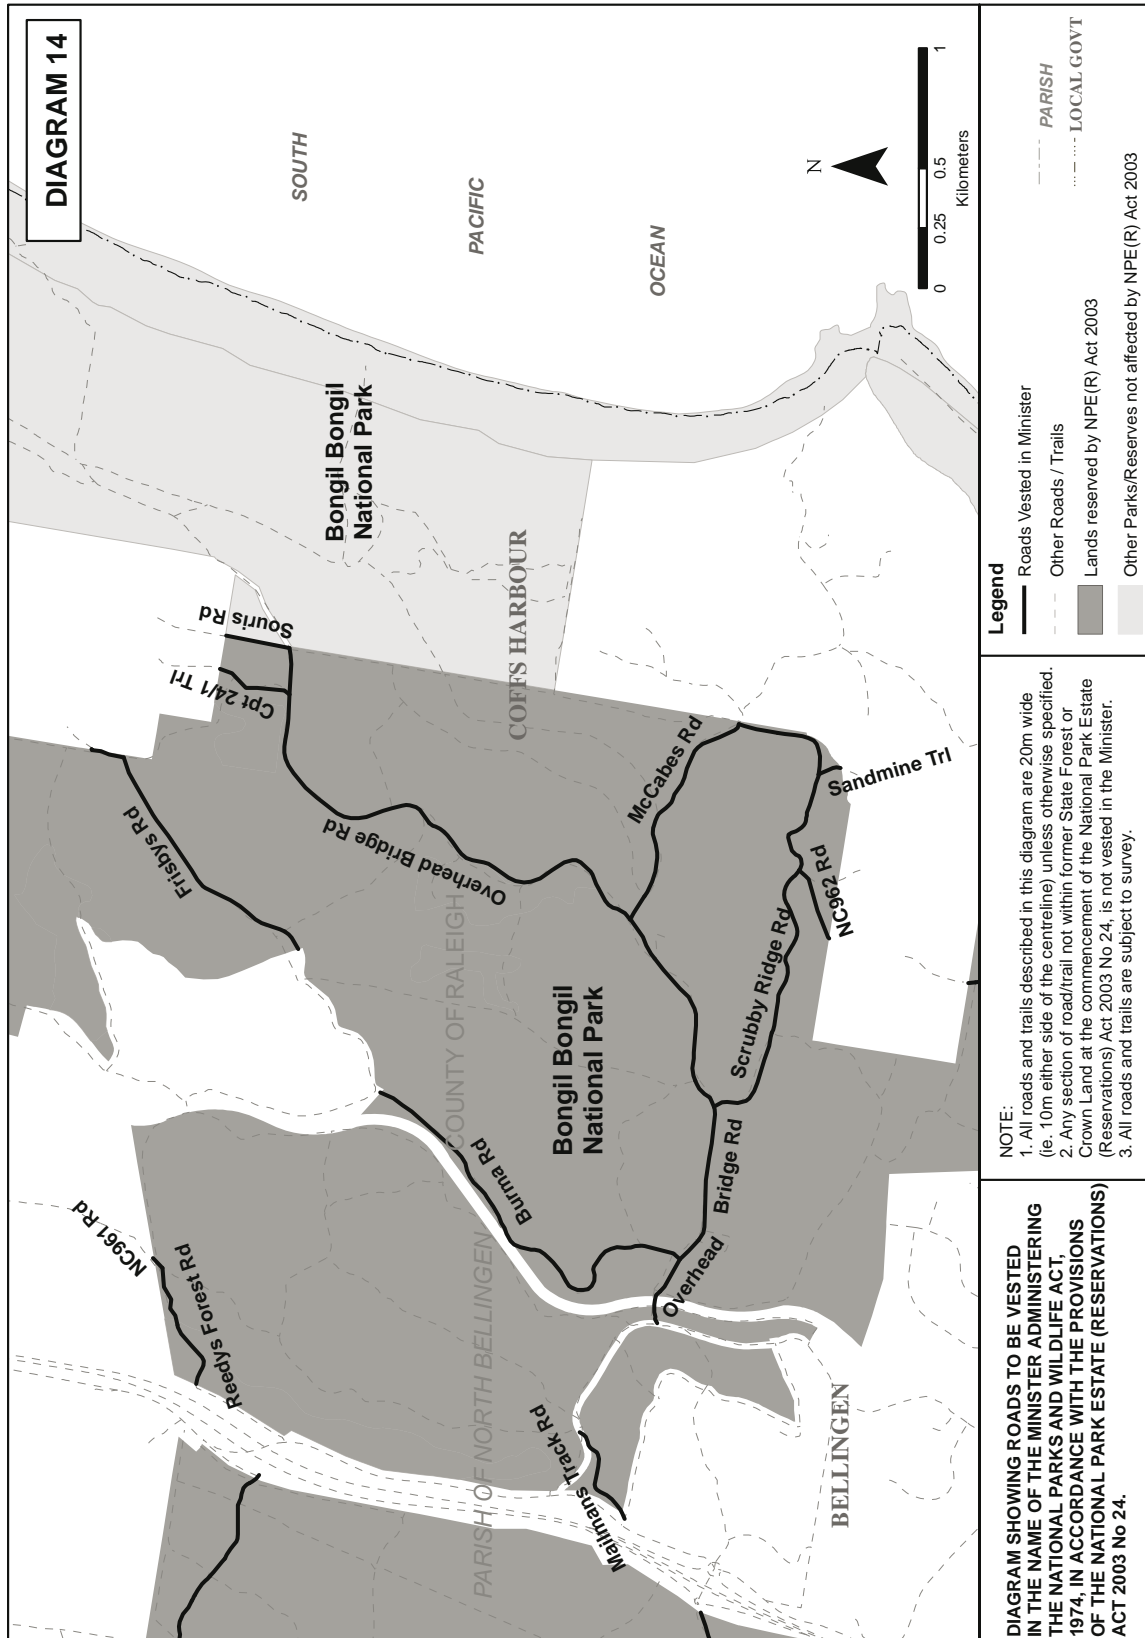 DIAGRAM 14
SOUTH
PACIFIC
OCEAN
Bongil Bongil
National Park
COFFS HARBOUR
Souris Rd
Cpt 24/1 Trl
Frisbys Rd
Overhead Bridge Rd
McCabes Rd
Sandmine Trl
NC962 Rd
Scrubby Ridge Rd
COUNTY OF RALEIGH
Bongil Bongil
National Park
Burma Rd
Bridge Rd
Overhead
NC961 Rd
Reedys Forest Rd
PARISH OF NORTH BELLINGEN
Mailmans Track Rd
BELLINGEN
N
0 0.25 0.5 1
Kilometers
DIAGRAM SHOWING ROADS TO BE VESTED
IN THE NAME OF THE MINISTER ADMINISTERING
THE NATIONAL PARKS AND WILDLIFE ACT,
1974, IN ACCORDANCE WITH THE PROVISIONS
OF THE NATIONAL PARK ESTATE (RESERVATIONS)
ACT 2003 No 24.
NOTE:
1. All roads and trails described in this diagram are 20m wide
(ie. 10m either side of the centreline) unless otherwise specified.
2. Any section of road/trail not within former State Forest or
Crown Land at the commencement of the National Park Estate
(Reservations) Act 2003 No 24, is not vested in the Minister.
3. All roads and trails are subject to survey.
Legend
Roads Vested in Minister
Other Roads / Trails
Lands reserved by NPE(R) Act 2003
Other Parks/Reserves not affected by NPE(R) Act 2003
PARISH
LOCAL GOVT